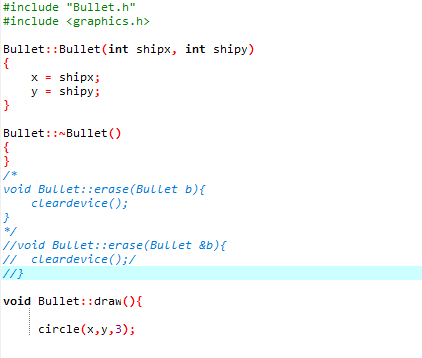 #include "Bullet.h"
#include <graphics.h>

Bullet::Bullet(int shipx, int shipy)
{
    x = shipx;
    y = shipy;
}

Bullet::~Bullet()
{
}
/*
void Bullet::erase(Bullet b){
    cleardevice();
}
*/
//void Bullet::erase(Bullet &b){
//  cleardevice();/
//}

void Bullet::draw(){

     circle(x,y,3);